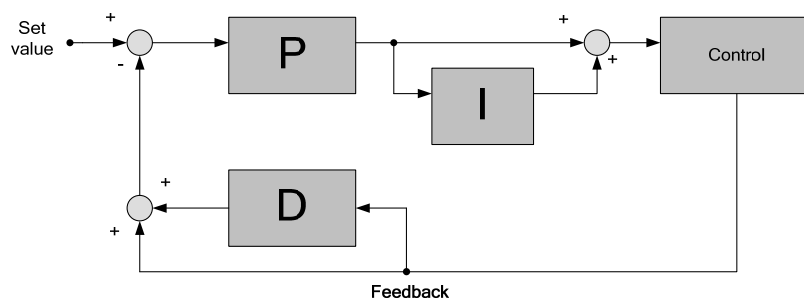 Set
value
+
-
P
I
+
+
Control
+
+
D
Feedback